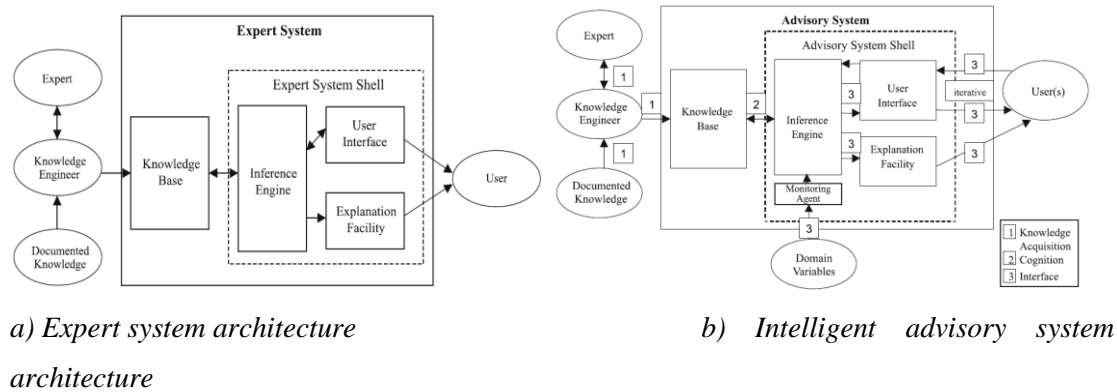 Expert System
Expert
Knowledge
Engineer
Documented
Knowledge
Knowledge
Base
Expert System Shell
Inference
Engine
User
Interface
Explanation
Facility
User
Advisory System
Expert
1
Knowledge
Engineer
1
1
Documented
Knowledge
Knowledge
Base
2
Advisory System Shell
Inference
Engine
3
User
Interface
3
Explanation
Facility
Monitoring
Agent
3
Domain
Variables
3
iterative
3
3
User(s)
1 Knowledge
Acquisition
2 Cognition
3 Interface
a) Expert system architecture
b) Intelligent advisory system
architecture